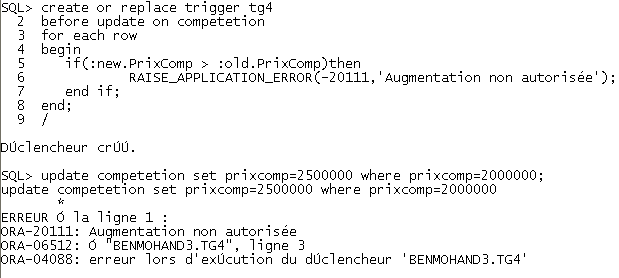 SQL> create or replace trigger tg4
2 before update on competetion
3 for each row
4 begin
5 if(:new.PrixComp > :old.PrixComp)then
6 RAISE_APPLICATION_ERROR(-20111,'Augmentation non autorisée');
7 end if;
8 end;
9 /
DÚclencheur crÚÚ.
SQL> update competetion set prixcomp=2500000 where prixcomp=2000000;
update competetion set prixcomp=2500000 where prixcomp=2000000
*
ERREUR Ó la ligne 1 :
ORA-20111: Augmentation non autorisée
ORA-06512: Ó "BENMOHAND3.TG4", ligne 3
ORA-04088: erreur lors d'exÚcution du dÚclencheur 'BENMOHAND3.TG4'